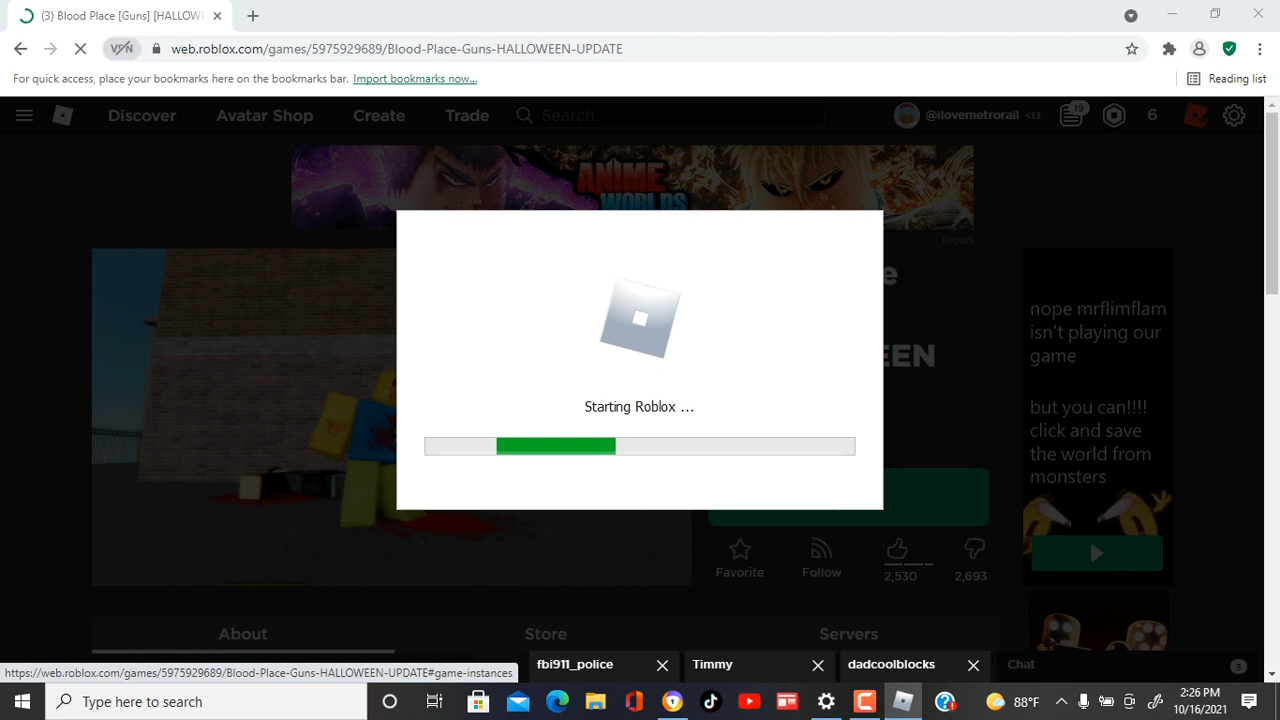 (3) Blood Place [Guns] [HALLOWE
VPN
web.roblox.com/games/5975929689/Blood-Place-Guns-HALLOWEEN-UPDATE
For quick access, place your bookmarks here on the bookmarks bar. Import bookmarks now...
Reading list
Discover
Avatar Shop
Create
Trade
Search
@ilovemetrorail <13
19
6
ANIME
WORLDS
Report
e
EEN
Starting Roblox ...
nope mrflimflam
isn't playing our
game
but you can!!!!
click and save
the world from
monsters
Favorite
Follow
2,530
2,693
About
Store
Servers
fbi911_police
Timmy
dadcoolblocks
Chat
3
https://web.roblox.com/games/5975929689/Blood-Place-Guns-HALLOWEEN-UPDATE#game-instances
Type here to search
88°F
2:26 PM
10/16/2021